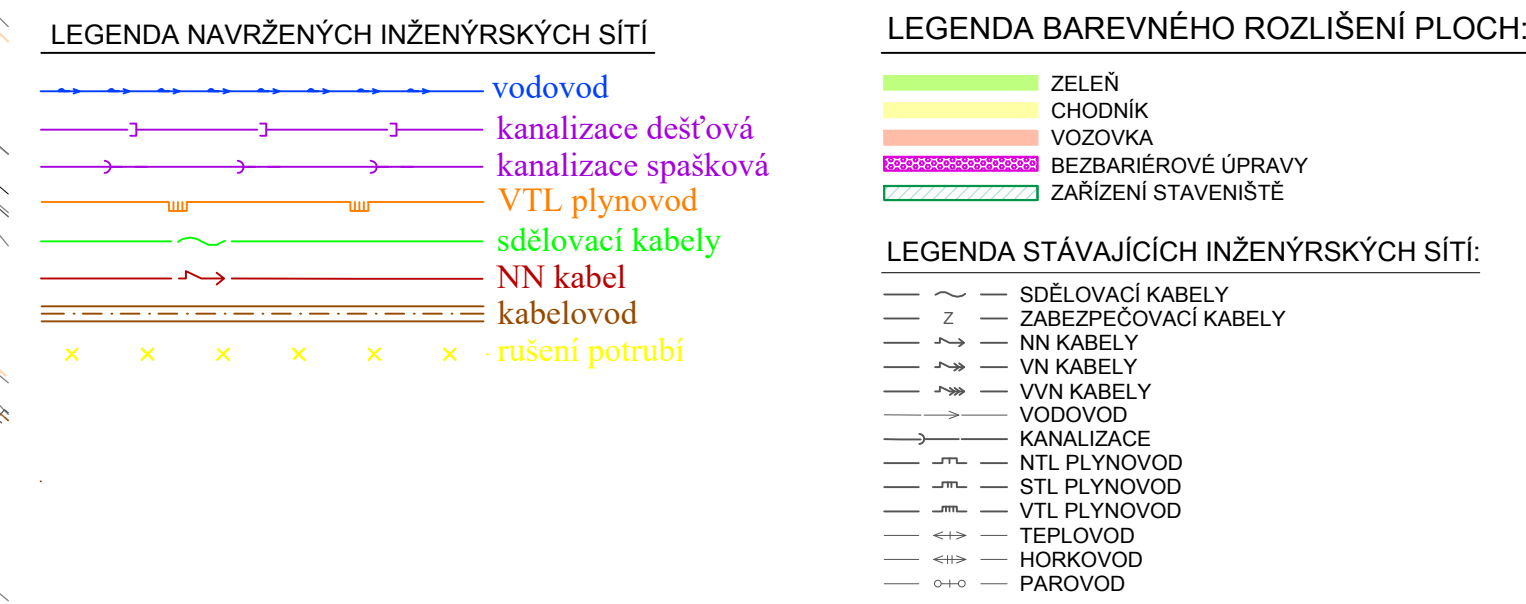 LEGENDA NAVRŽENÝCH INŽENÝRSKÝCH SÍTÍ
vodovod
kanalizace dešťová
kanalizace spašková
VTL plynovod
sdělovací kabely
NN kabel
kabelovod
rušení potrubí
LEGENDA BAREVNÉHO ROZLIŠENÍ PLOCH:
ZELEŇ
CHODNÍK
VOZOVKA
BEZBARIÉROVÉ ÚPRAVY
ZAŘÍZENÍ STAVENIŠTĚ
LEGENDA STÁVAJÍCÍCH INŽENÝRSKÝCH SÍTÍ:
SDĚLOVACÍ KABELY
Z ZABEZPEČOVACÍ KABELY
NN KABELY
VN KABELY
VVN KABELY
VODOVOD
KANALIZACE
NTL PLYNOVOD
STL PLYNOVOD
VTL PLYNOVOD
TEPLOVOD
HORKOVOD
PAROVOD